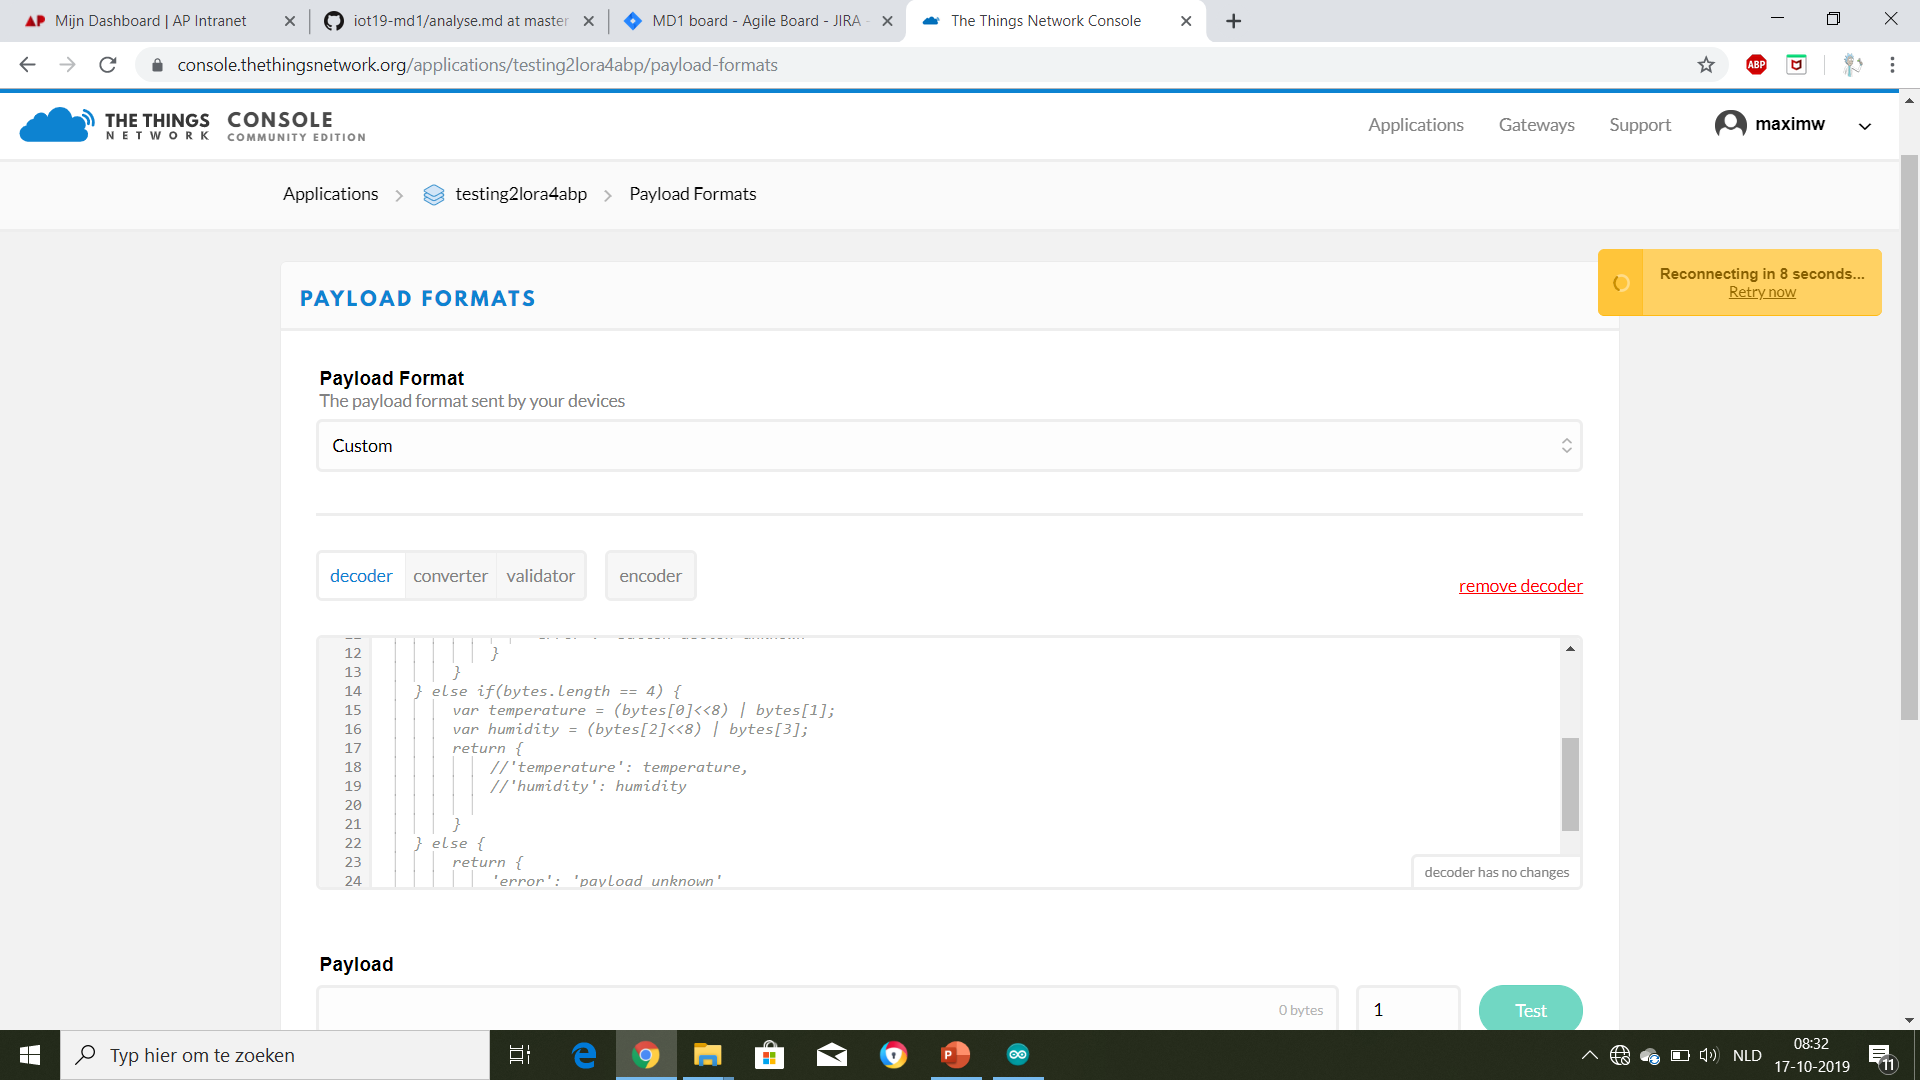 Mijn Dashboard | AP Intranet
iot19-md1/analyse.md at master
MD1 board - Agile Board - JIRA -
The Things Network Console
console.thethingsnetwork.org/applications/testing2lora4abp/payload-formats
ABP
THE THINGS NETWORK
CONSOLE
COMMUNITY EDITION
Applications
Gateways
Support
maximw
Applications
testing2lora4abp
Payload Formats
Reconnecting in 8 seconds...
Retry now
PAYLOAD FORMATS
Payload Format
The payload format sent by your devices
Custom
decoder
converter
validator
encoder
remove decoder
12 }
13 }
14 } else if(bytes.length == 4) {
15 var temperature = (bytes[0]<<8) | bytes[1];
16 var humidity = (bytes[2]<<8) | bytes[3];
17 return {
18 //'temperature': temperature,
19 //'humidity': humidity
20
21 }
22 } else {
23 return {
24 'error': 'payload unknown'
decoder has no changes
Payload
0 bytes
1
Test
Typ hier om te zoeken
NLD
08:32
17-10-2019
11